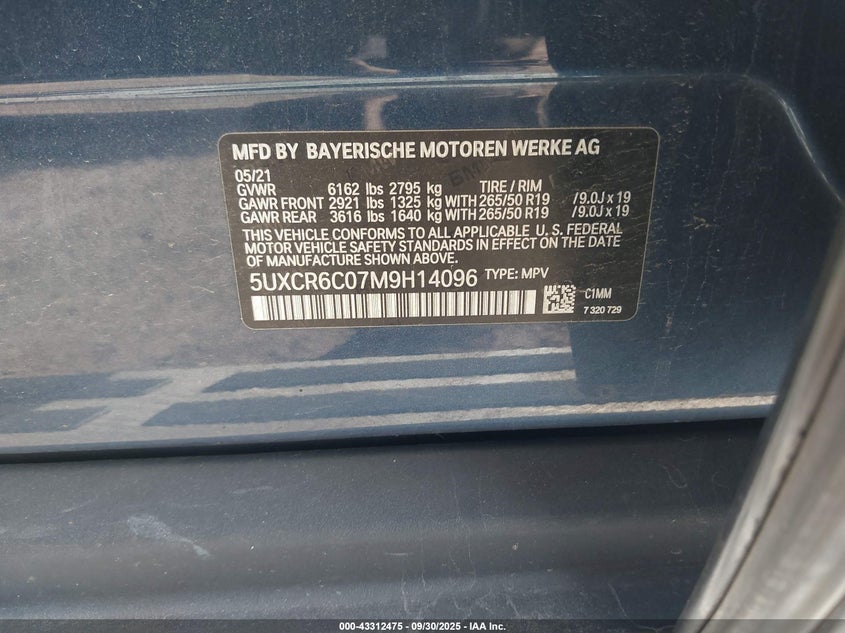 MFD BY BAYERISCHE MOTOREN WERKE AG
05/21
GVWR 6162 lbs 2795 kg TIRE / RIM
GAWR FRONT 2921 lbs 1325 kg WITH 265/50 R19 /9.0J x 19
GAWR REAR 3616 lbs 1640 kg WITH 265/50 R19 /9.0J x 19
THIS VEHICLE CONFORMS TO ALL APPLICABLE U. S. FEDERAL
MOTOR VEHICLE SAFETY STANDARDS IN EFFECT ON THE DATE
OF MANUFACTURE SHOWN ABOVE.
5UXCR6C07M9H14096 TYPE: MPV
C1MM
7 320 729
000-43312475 - 09/30/2025 - IAA Inc.